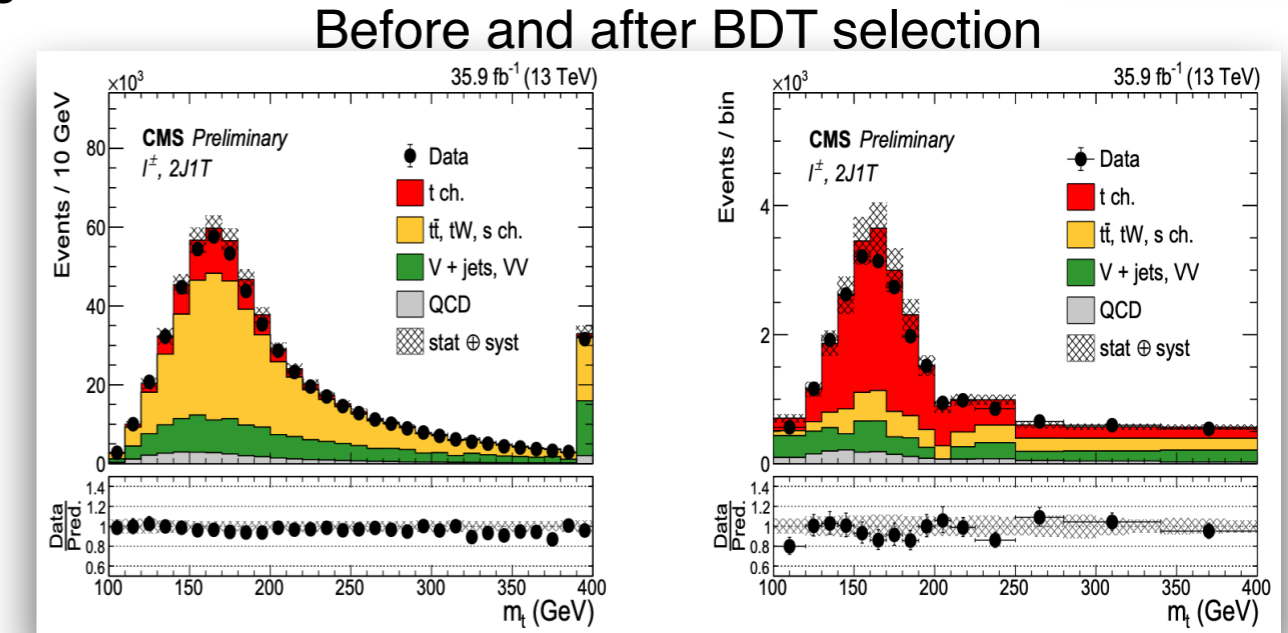 Before and after BDT selection
×10³
35.9 fb⁻¹ (13 TeV)
Events / 10 GeV
CMS Preliminary
l±, 2J1T
Data
t ch.
tt̄, tW, s ch.
V + jets, VV
QCD
stat ⊕ syst
80
60
40
20
0
Data
Pred.
1.4
1.2
1
0.8
0.6
100 150 200 250 300 350 400
mₜ (GeV)
×10³
35.9 fb⁻¹ (13 TeV)
Events / bin
CMS Preliminary
l±, 2J1T
Data
t ch.
tt̄, tW, s ch.
V + jets, VV
QCD
stat ⊕ syst
4
2
0
Data
Pred.
1.4
1.2
1
0.8
0.6
100 150 200 250 300 350 400
mₜ (GeV)